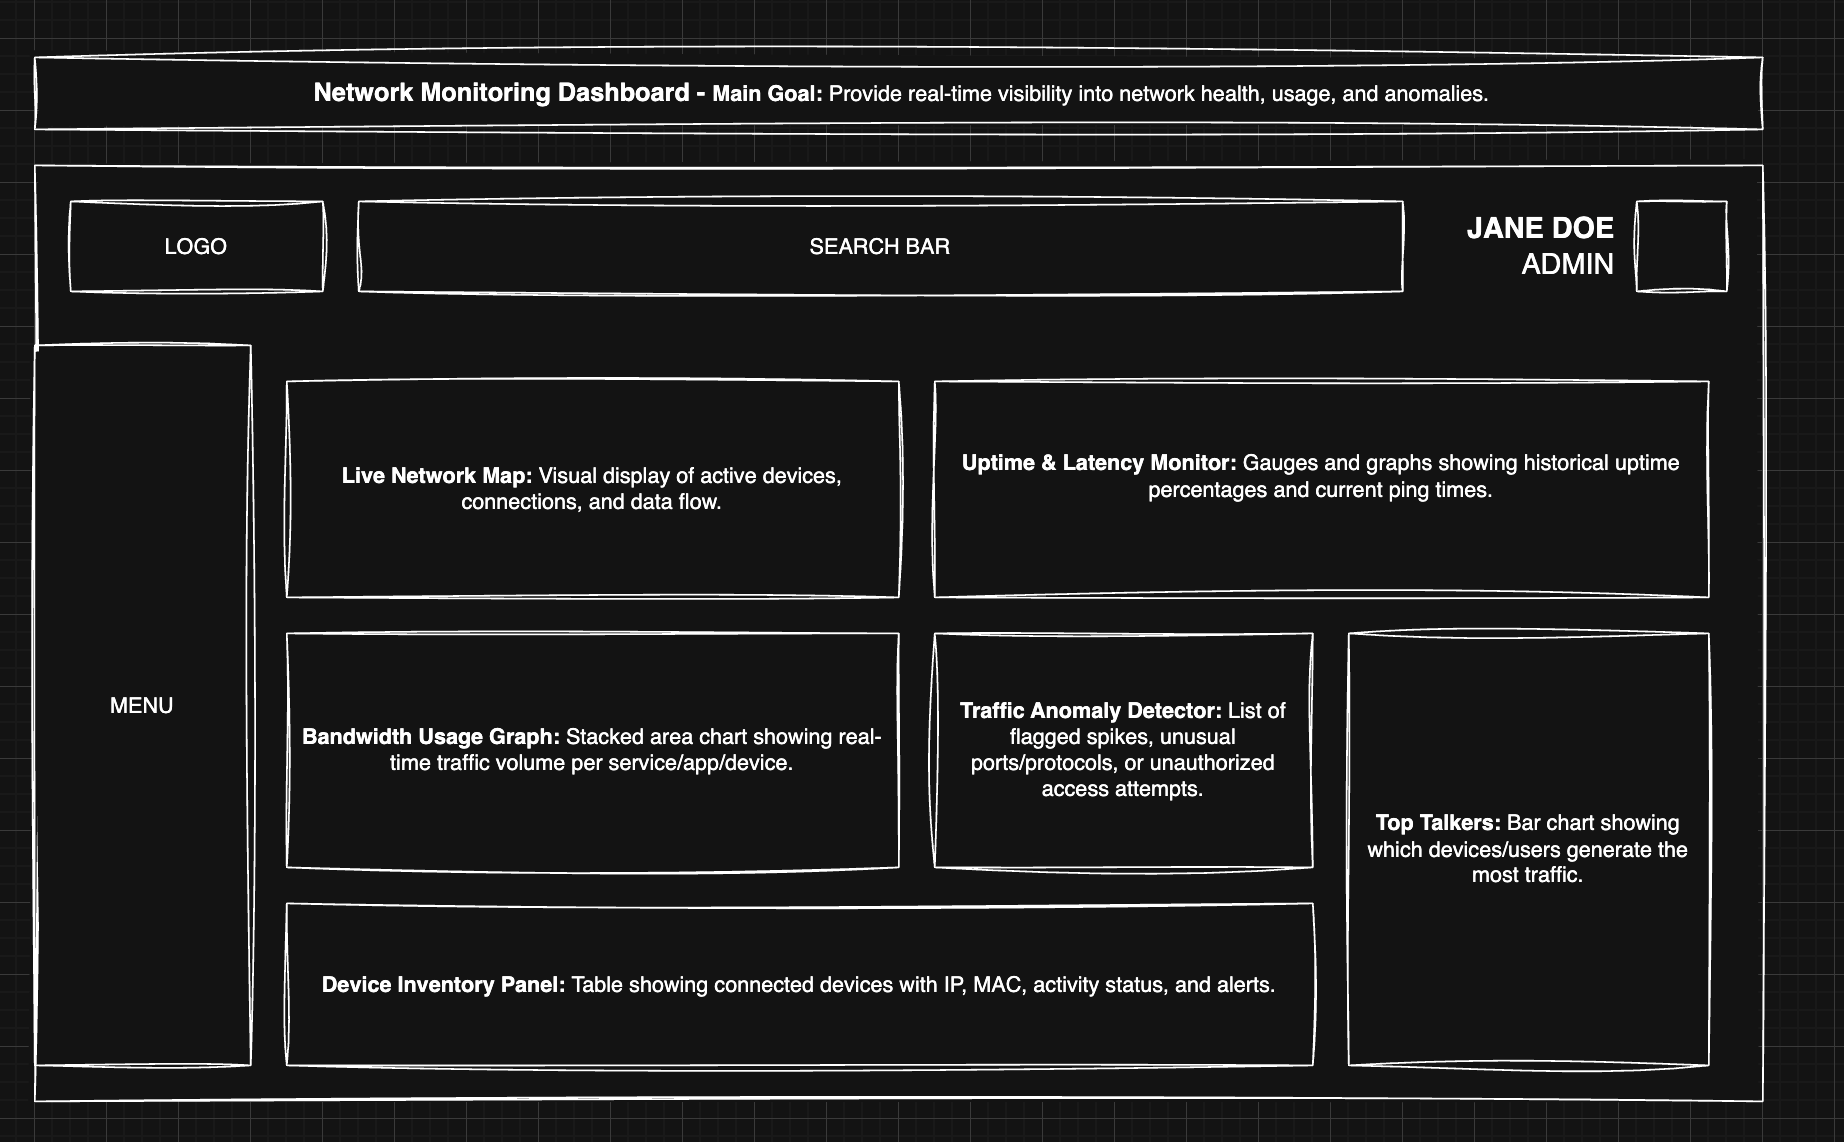 Network Monitoring Dashboard - Main Goal: Provide real-time visibility into network health, usage, and anomalies.
LOGO
SEARCH BAR
JANE DOE
ADMIN
MENU
Live Network Map: Visual display of active devices,
connections, and data flow.
Uptime & Latency Monitor: Gauges and graphs showing historical uptime
percentages and current ping times.
Bandwidth Usage Graph: Stacked area chart showing real-
time traffic volume per service/app/device.
Traffic Anomaly Detector: List of
flagged spikes, unusual
ports/protocols, or unauthorized
access attempts.
Top Talkers: Bar chart showing
which devices/users generate the
most traffic.
Device Inventory Panel: Table showing connected devices with IP, MAC, activity status, and alerts.